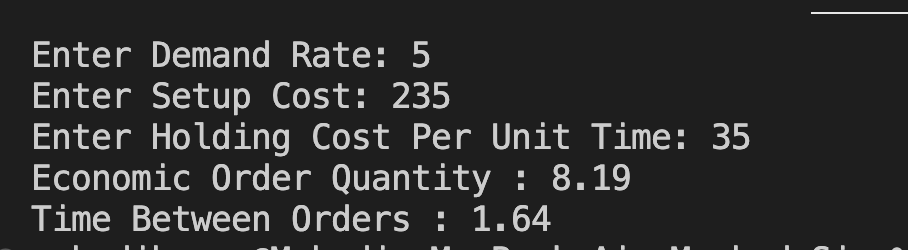 Enter Demand Rate: 5
Enter Setup Cost: 235
Enter Holding Cost Per Unit Time: 35
Economic Order Quantity : 8.19
Time Between Orders : 1.64